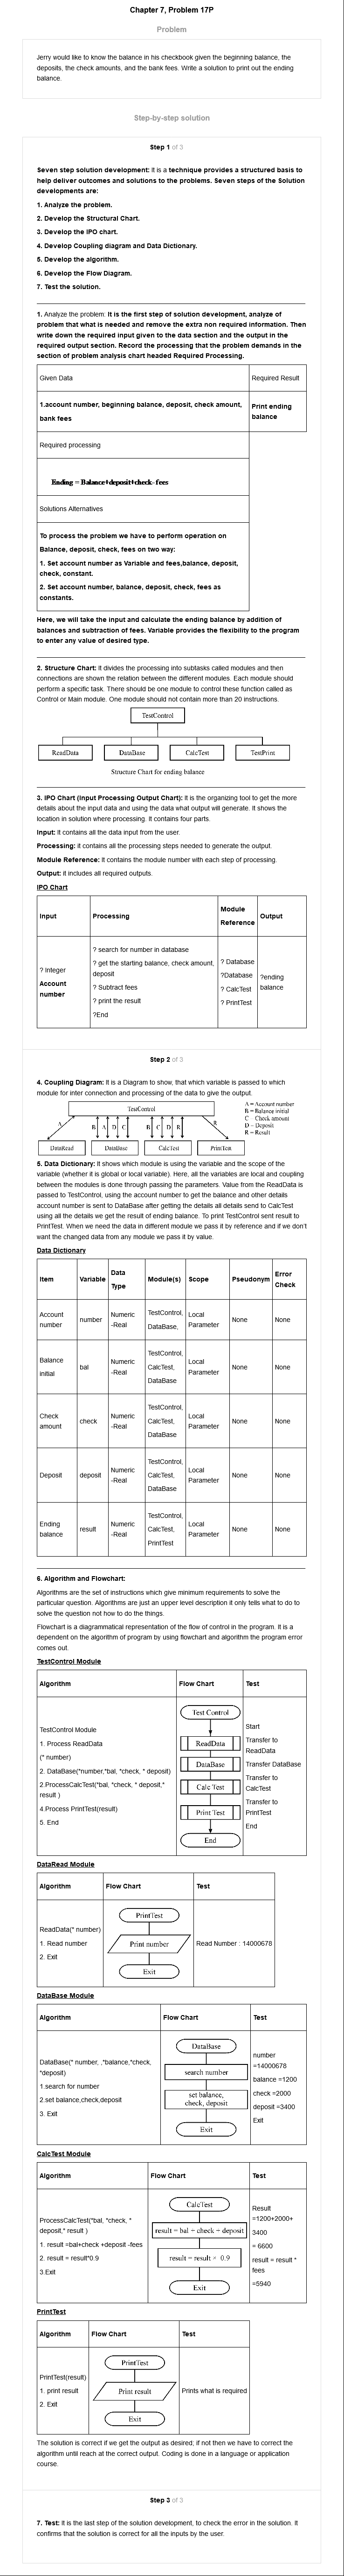 Chapter 7, Problem 17P
Problem
Jerry would like to know the balance in his checkbook given the beginning balance, the
deposits, the check amounts, and the bank fees. Write a solution to print out the ending
balance.
Step-by-step solution
Step 1 of 3
Seven step solution development: It is a technique provides a structured basis to
help deliver outcomes and solutions to the problems. Seven steps of the Solution
developments are:
1. Analyze the problem.
2. Develop the Structural Chart.
3. Develop the IPO chart.
4. Develop Coupling diagram and Data Dictionary.
5. Develop the algorithm.
6. Develop the Flow Diagram.
7. Test the solution.
1. Analyze the problem: It is the first step of solution development, analyze of
problem that what is needed and remove the extra non required information. Then
write down the required input given to the data section and the output in the
required output section. Record the processing that the problem demands in the
section of problem analysis chart headed Required Processing.
Given Data
Required Result
1.account number, beginning balance, deposit, check amount,
bank fees
Print ending
balance
Required processing
Ending = Balance+deposit+check- fees
Solutions Alternatives
To process the problem we have to perform operation on
Balance, deposit, check, fees on two way:
1. Set account number as Variable and fees,balance, deposit,
check, constant.
2. Set account number, balance, deposit, check, fees as
constants.
Here, we will take the input and calculate the ending balance by addition of
balances and subtraction of fees. Variable provides the flexibility to the program
to enter any value of desired type.
2. Structure Chart: It divides the processing into subtasks called modules and then
connections are shown the relation between the different modules. Each module should
perform a specific task. There should be one module to control these function called as
Control or Main module. One module should not contain more than 20 instructions.
TestControl
ReadData
DataBase
CalcTest
TestPrint
Structure Chart for ending balance
3. IPO Chart (Input Processing Output Chart): It is the organizing tool to get the more
details about the input data and using the data what output will generate. It shows the
location in solution where processing. It contains four parts.
Input: It contains all the data input from the user.
Processing: it contains all the processing steps needed to generate the output.
Module Reference: It contains the module number with each step of processing.
Output: it includes all required outputs.
IPO Chart
Input
Processing
Module
Reference
Output
? Integer
Account
number
? search for number in database
? get the starting balance, check amount,
deposit
? Subtract fees
? print the result
?End
? Database
?Database
? CalcTest
? PrintTest
?ending
balance
Step 2 of 3
4. Coupling Diagram: It is a Diagram to show, that which variable is passed to which
module for inter connection and processing of the data to give the output.
TestControl
A
B A D C
B C D R
R
DataRead
DataBase
CalcTest
PrintTest
A = Account number
B = Balance initial
C = Check amount
D = Deposit
R = Result
5. Data Dictionary: It shows which module is using the variable and the scope of the
variable (whether it is global or local variable). Here, all the variables are local and coupling
between the modules is done through passing the parameters. Value from the ReadData is
passed to TestControl, using the account number to get the balance and other details
account number is sent to DataBase after getting the details all details send to CalcTest
using all the details we get the result of ending balance. To print TestControl sent result to
PrintTest. When we need the data in different module we pass it by reference and if we don't
want the changed data from any module we pass it by value.
Data Dictionary
Item
Variable
Data
Type
Module(s)
Scope
Pseudonym
Error
Check
Account
number
number
Numeric
-Real
TestControl,
DataBase,
Local
Parameter
None
None
Balance
initial
bal
Numeric
-Real
TestControl,
CalcTest,
DataBase
Local
Parameter
None
None
Check
amount
check
Numeric
-Real
TestControl,
CalcTest,
DataBase
Local
Parameter
None
None
Deposit
deposit
Numeric
-Real
TestControl,
CalcTest,
DataBase
Local
Parameter
None
None
Ending
balance
result
Numeric
-Real
TestControl,
CalcTest,
PrintTest
Local
Parameter
None
None
6. Algorithm and Flowchart:
Algorithms are the set of instructions which give minimum requirements to solve the
particular question. Algorithms are just an upper level description it only tells what to do to
solve the question not how to do the things.
Flowchart is a diagrammatical representation of the flow of control in the program. It is a
dependent on the algorithm of program by using flowchart and algorithm the program error
comes out.
TestControl Module
Algorithm
Flow Chart
Test
TestControl Module
1. Process ReadData
(* number)
2. DataBase(*number,*bal, *check, * deposit)
2.ProcessCalcTest(*bal, *check, * deposit,*
result )
4.Process PrintTest(result)
5. End
Test Control
ReadData
DataBase
Calc Test
Print Test
End
Start
Transfer to
ReadData
Transfer DataBase
Transfer to
CalcTest
Transfer to
PrintTest
End
DataRead Module
Algorithm
Flow Chart
Test
ReadData(* number)
1. Read number
2. Exit
PrintTest
Print number
Exit
Read Number : 14000678
DataBase Module
Algorithm
Flow Chart
Test
DataBase(* number, ,*balance,*check,
*deposit)
1.search for number
2.set balance,check,deposit
3. Exit
DataBase
search number
set balance,
check, deposit
Exit
number
=14000678
balance =1200
check =2000
deposit =3400
Exit
CalcTest Module
Algorithm
Flow Chart
Test
ProcessCalcTest(*bal, *check, *
deposit,* result )
1. result =bal+check +deposit -fees
2. result = result*0.9
3.Exit
CalcTest
result = bal + check + deposit
result = result * 0.9
Exit
Result
=1200+2000+
3400
= 6600
result = result *
fees
=5940
PrintTest
Algorithm
Flow Chart
Test
PrintTest(result)
1. print result
2. Exit
PrintTest
Print result
Exit
Prints what is required
The solution is correct if we get the output as desired; if not then we have to correct the
algorithm until reach at the correct output. Coding is done in a language or application
course.
Step 3 of 3
7. Test: It is the last step of the solution development, to check the error in the solution. It
confirms that the solution is correct for all the inputs by the user.